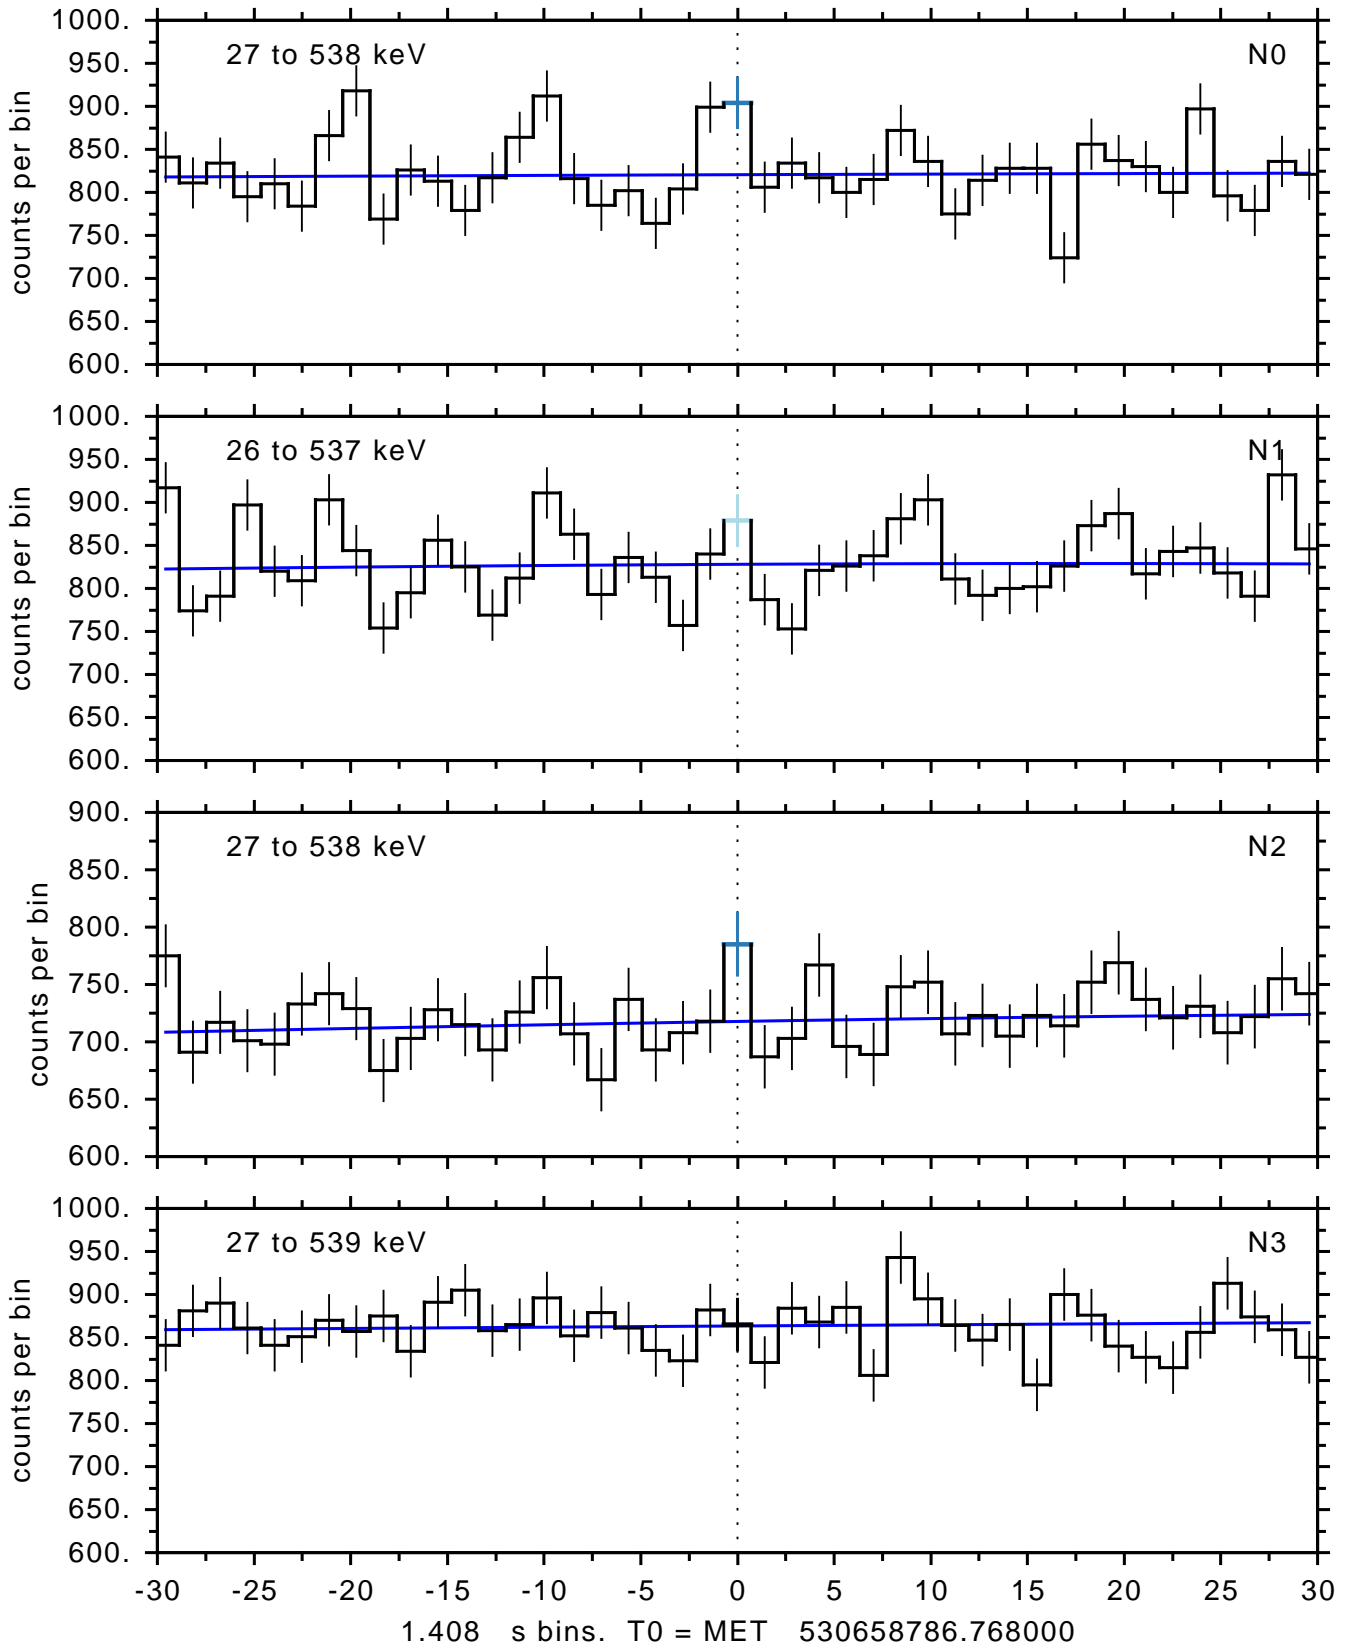 1000.
950.
900.
850.
800.
750.
700.
650.
600.
counts per bin
27 to 538 keV
N0
1000.
950.
900.
850.
800.
750.
700.
650.
600.
counts per bin
26 to 537 keV
N1
900.
850.
800.
750.
700.
650.
600.
counts per bin
27 to 538 keV
N2
1000.
950.
900.
850.
800.
750.
700.
650.
600.
counts per bin
27 to 539 keV
N3
-30 -25 -20 -15 -10 -5 0 5 10 15 20 25 30
1.408 s bins. T0 = MET 530658786.768000